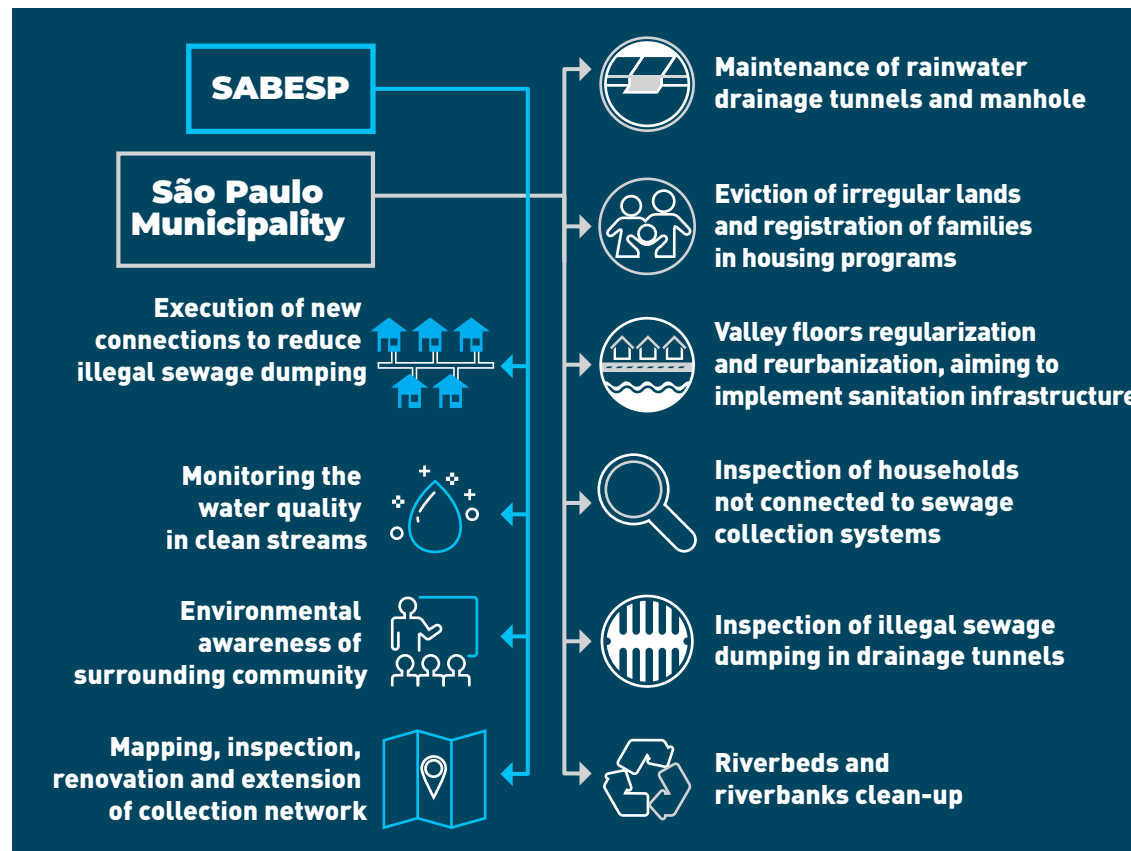 SABESP
São Paulo
Municipality
Execution of new
connections to reduce
illegal sewage dumping
Monitoring the
water quality
in clean streams
Environmental
awareness of
surrounding community
Mapping, inspection,
renovation and extension
of collection network
Maintenance of rainwater
drainage tunnels and manhole
Eviction of irregular lands
and registration of families
in housing programs
Valley floors regularization
and reurbanization, aiming to
implement sanitation infrastructure
Inspection of households
not connected to sewage
collection systems
Inspection of illegal sewage
dumping in drainage tunnels
Riverbeds and
riverbanks clean-up